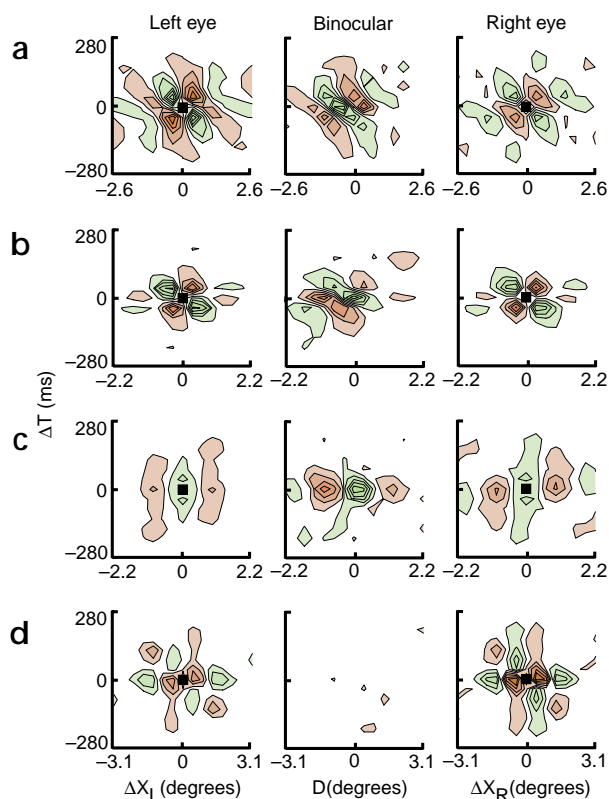 Left eye Binocular Right eye
a
280
0
−280
−2.6 0 2.6 −2.6 0 2.6 −2.6 0 2.6
b
280
0
−280
−2.2 0 2.2 −2.2 0 2.2 −2.2 0 2.2
ΔT (ms)
c
280
0
−280
−2.2 0 2.2 −2.2 0 2.2 −2.2 0 2.2
d
280
0
−280
−3.1 0 3.1 −3.1 0 3.1 −3.1 0 3.1
ΔXL (degrees) D(degrees) ΔXR (degrees)